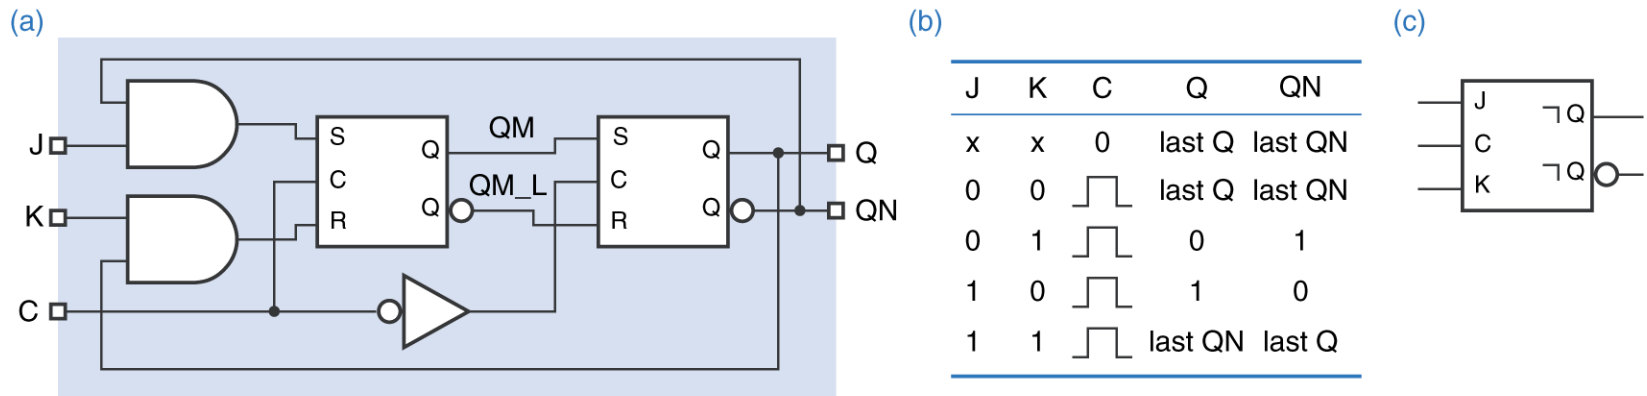 (a)
J
K
C
S
C
R
Q
Q
QM
QM_L
S
C
R
Q
Q
Q
QN
(b)
J K C Q QN
x x 0 last Q last QN
0 0 last Q last QN
0 1 0 1
1 0 1 0
1 1 last QN last Q
(c)
J
C
K
¬Q
¬Q